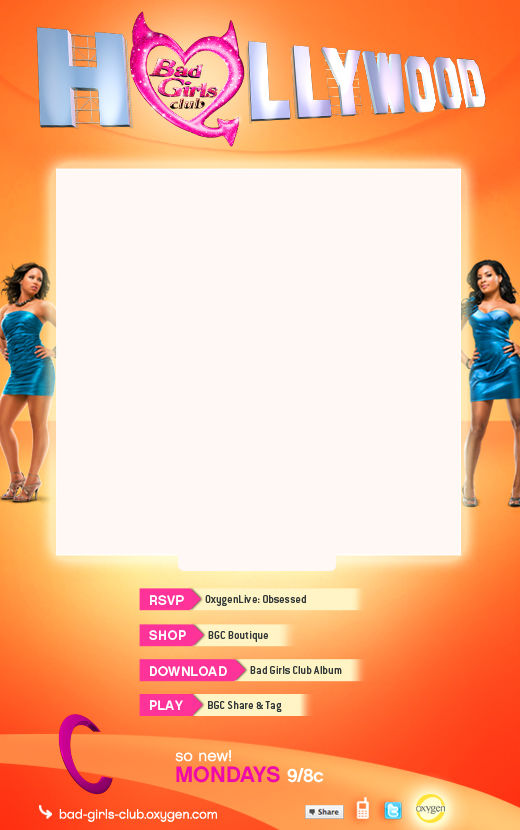 HOLLYWOOD
Bad
Girls
club
RSVP OxygenLive: Obsessed
SHOP BGC Boutique
DOWNLOAD Bad Girls Club Album
PLAY BGC Share & Tag
so new!
MONDAYS 9/8c
bad-girls-club.oxygen.com
Share
oxygen